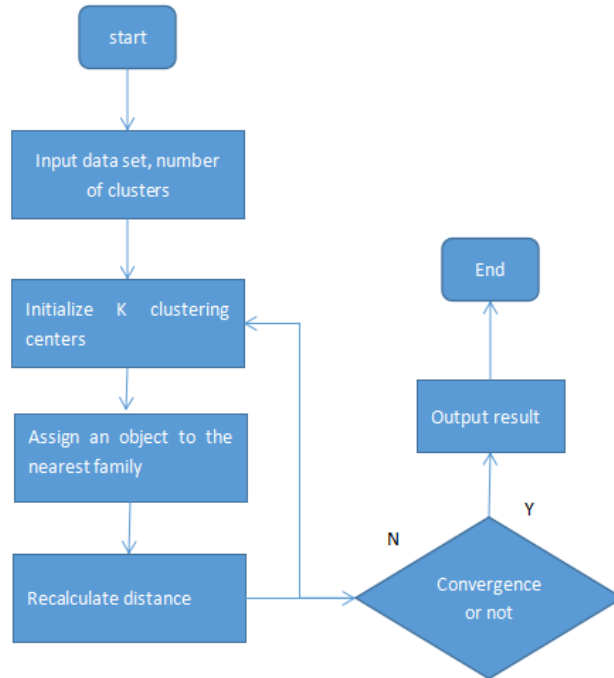 start
Input data set, number
of clusters
Initialize K clustering
centers
Assign an object to the
nearest family
Recalculate distance
Convergence
or not
N
Y
Output result
End